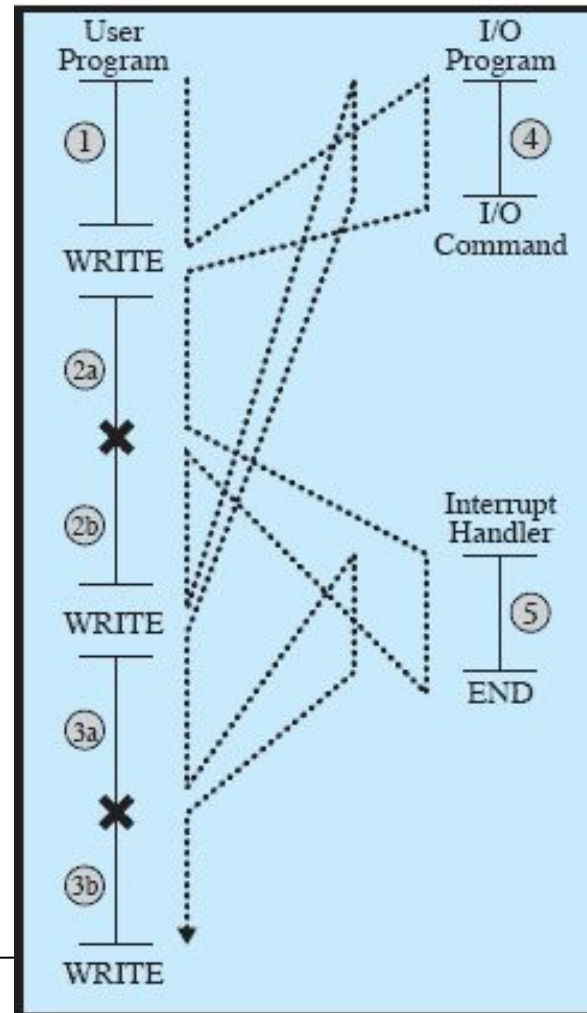 User
Program
1
WRITE
2a
2b
WRITE
3a
3b
WRITE
I/O
Program
4
I/O
Command
Interrupt
Handler
5
END